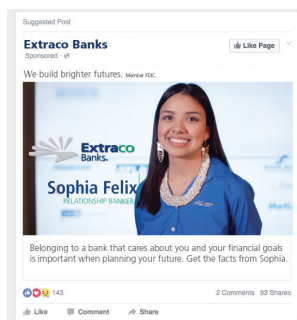 Suggested Post
Extraco Banks
Sponsored ·
Like Page
We build brighter futures. Member FDIC.
Extraco
Banks.
Sophia Felix
RELATIONSHIP BANKER
Belonging to a bank that cares about you and your financial goals
is important when planning your future. Get the facts from Sophia.
143
2 Comments 93 Shares
Like Comment Share